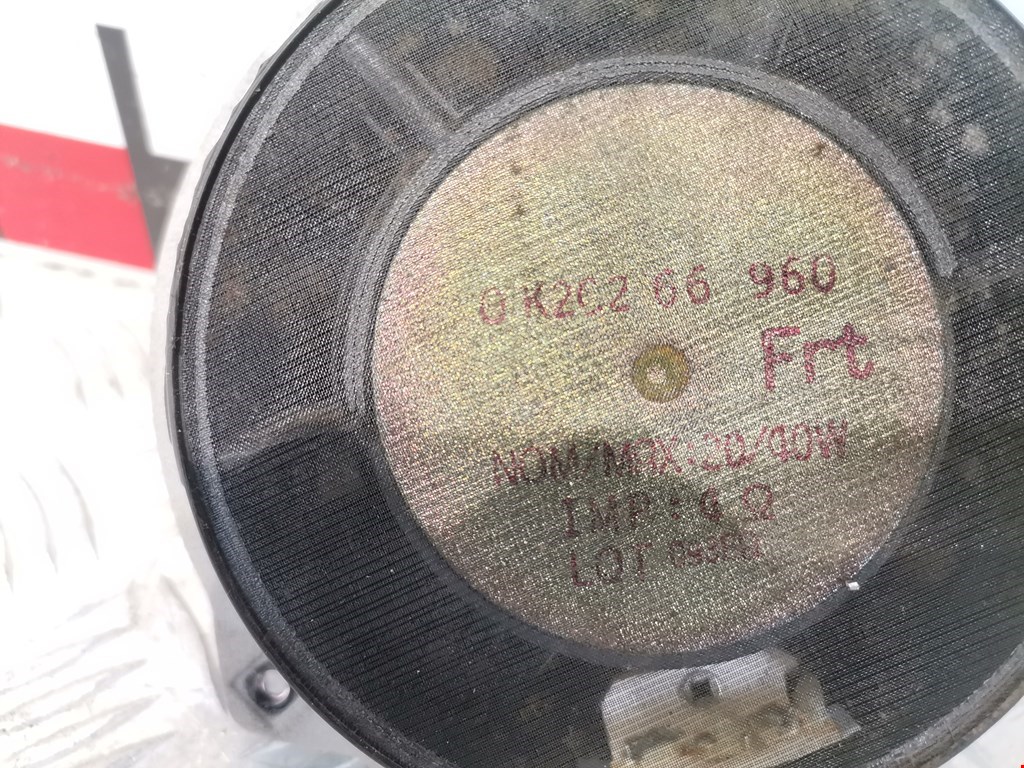 0K2C2 66 960
Frt
NOM/MAX:20/40W
IMP : 4 Ω
LOT